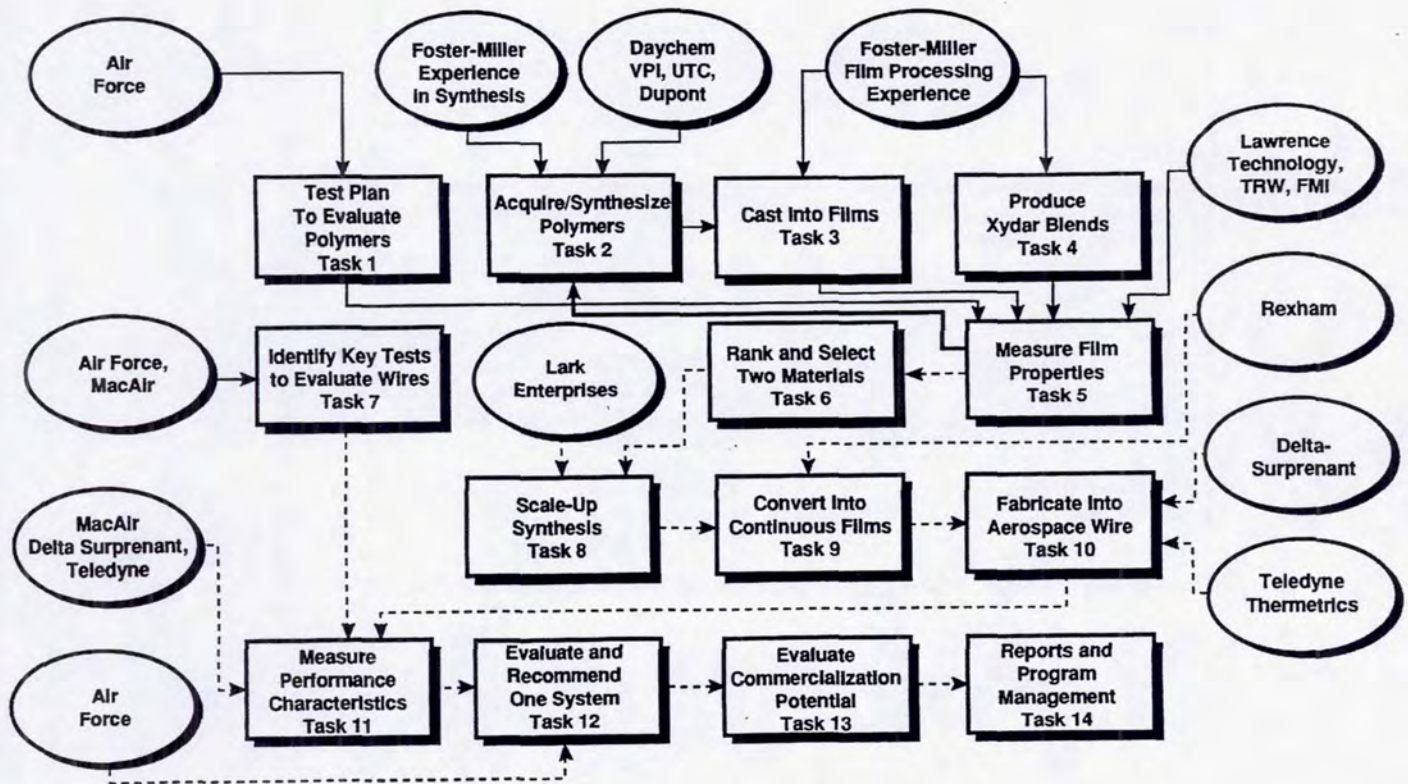 Air
Force
Foster-Miller
Experience
in Synthesis
Daychem
VPI, UTC,
Dupont
Foster-Miller
Film Processing
Experience
Lawrence
Technology,
TRW, FMI
Test Plan
To Evaluate
Polymers
Task 1
Acquire/Synthesize
Polymers
Task 2
Cast Into Films
Task 3
Produce
Xydar Blends
Task 4
Rexham
Air Force,
MacAir
Identify Key Tests
to Evaluate Wires
Task 7
Lark
Enterprises
Rank and Select
Two Materials
Task 6
Measure Film
Properties
Task 5
Delta-
Surprenant
MacAir
Delta Surprenant,
Teledyne
Scale-Up
Synthesis
Task 8
Convert Into
Continuous Films
Task 9
Fabricate Into
Aerospace Wire
Task 10
Teledyne
Thermetrics
Air
Force
Measure
Performance
Characteristics
Task 11
Evaluate and
Recommend
One System
Task 12
Evaluate
Commercialization
Potential
Task 13
Reports and
Program
Management
Task 14